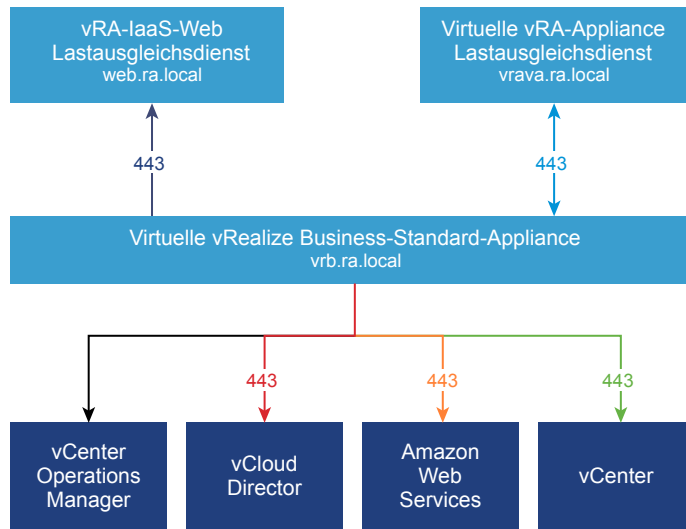 vRA-IaaS-Web
Lastausgleichsdienst
web.ra.local
Virtuelle vRA-Appliance
Lastausgleichsdienst
vrava.ra.local
443
443
Virtuelle vRealize Business-Standard-Appliance
vrb.ra.local
443
443
443
vCenter
Operations
Manager
vCloud
Director
Amazon
Web
Services
vCenter